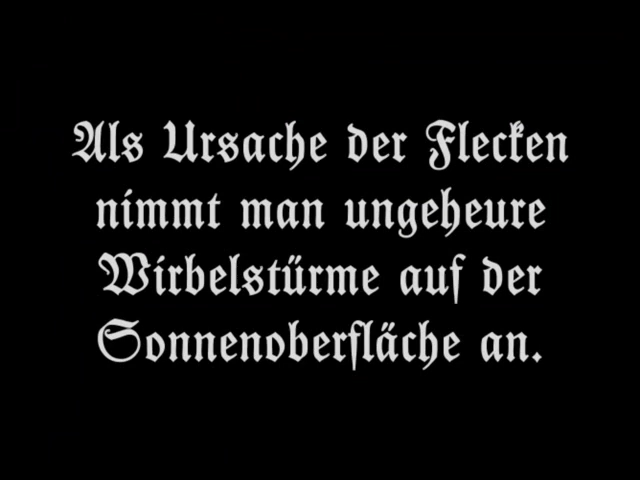 Als Ursache der Flecken
nimmt man ungeheure
Wirbelstürme auf der
Sonnenoberfläche an.